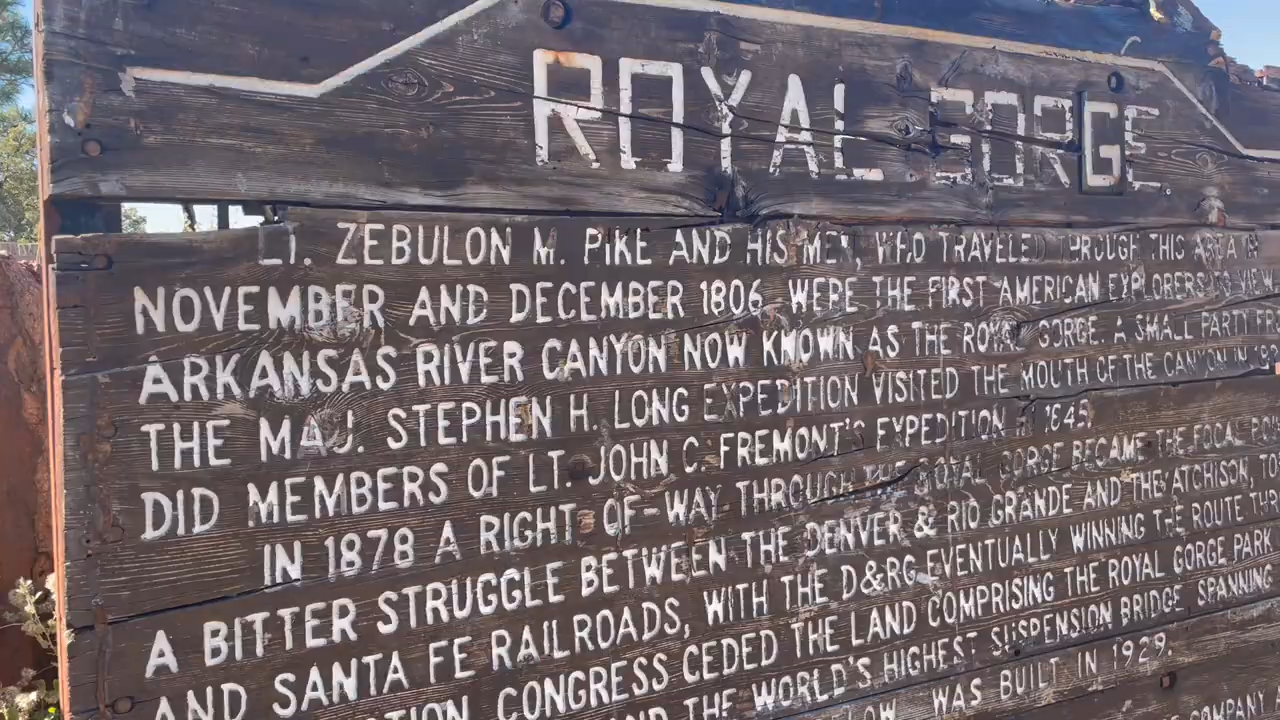 ROYAL GORGE
LT. ZEBULON M. PIKE AND HIS MEN, WHO TRAVELED THROUGH THIS AREA IN
NOVEMBER AND DECEMBER 1806, WERE THE FIRST AMERICAN EXPLORERS TO VIEW
ARKANSAS RIVER CANYON NOW KNOWN AS THE ROYAL GORGE. A SMALL PARTY
THE MAJ. STEPHEN H. LONG EXPEDITION VISITED THE MOUTH OF THE CANYON IN
DID MEMBERS OF LT. JOHN C. FREMONT'S EXPEDITION IN 1845.
IN 1878 A RIGHT-OF-WAY THROUGH THE ROYAL GORGE BECAME THE FOCAL
A BITTER STRUGGLE BETWEEN THE DENVER & RIO GRANDE AND THE ATCHISON,
AND SANTA FE RAILROADS, WITH THE D&RG EVENTUALLY WINNING THE ROUTE
CONGRESS CEDED THE LAND COMPRISING THE ROYAL GORGE PARK
AND THE WORLD'S HIGHEST SUSPENSION BRIDGE, SPANNING
WAS BUILT IN 1929.
COMPANY